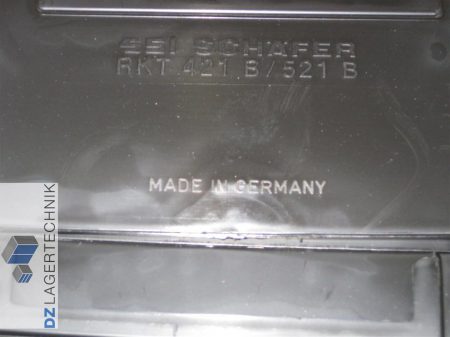 SSI SCHÄFER
RKT 421 B / 521 B
MADE IN GERMANY
DZ LAGERTECHNIK